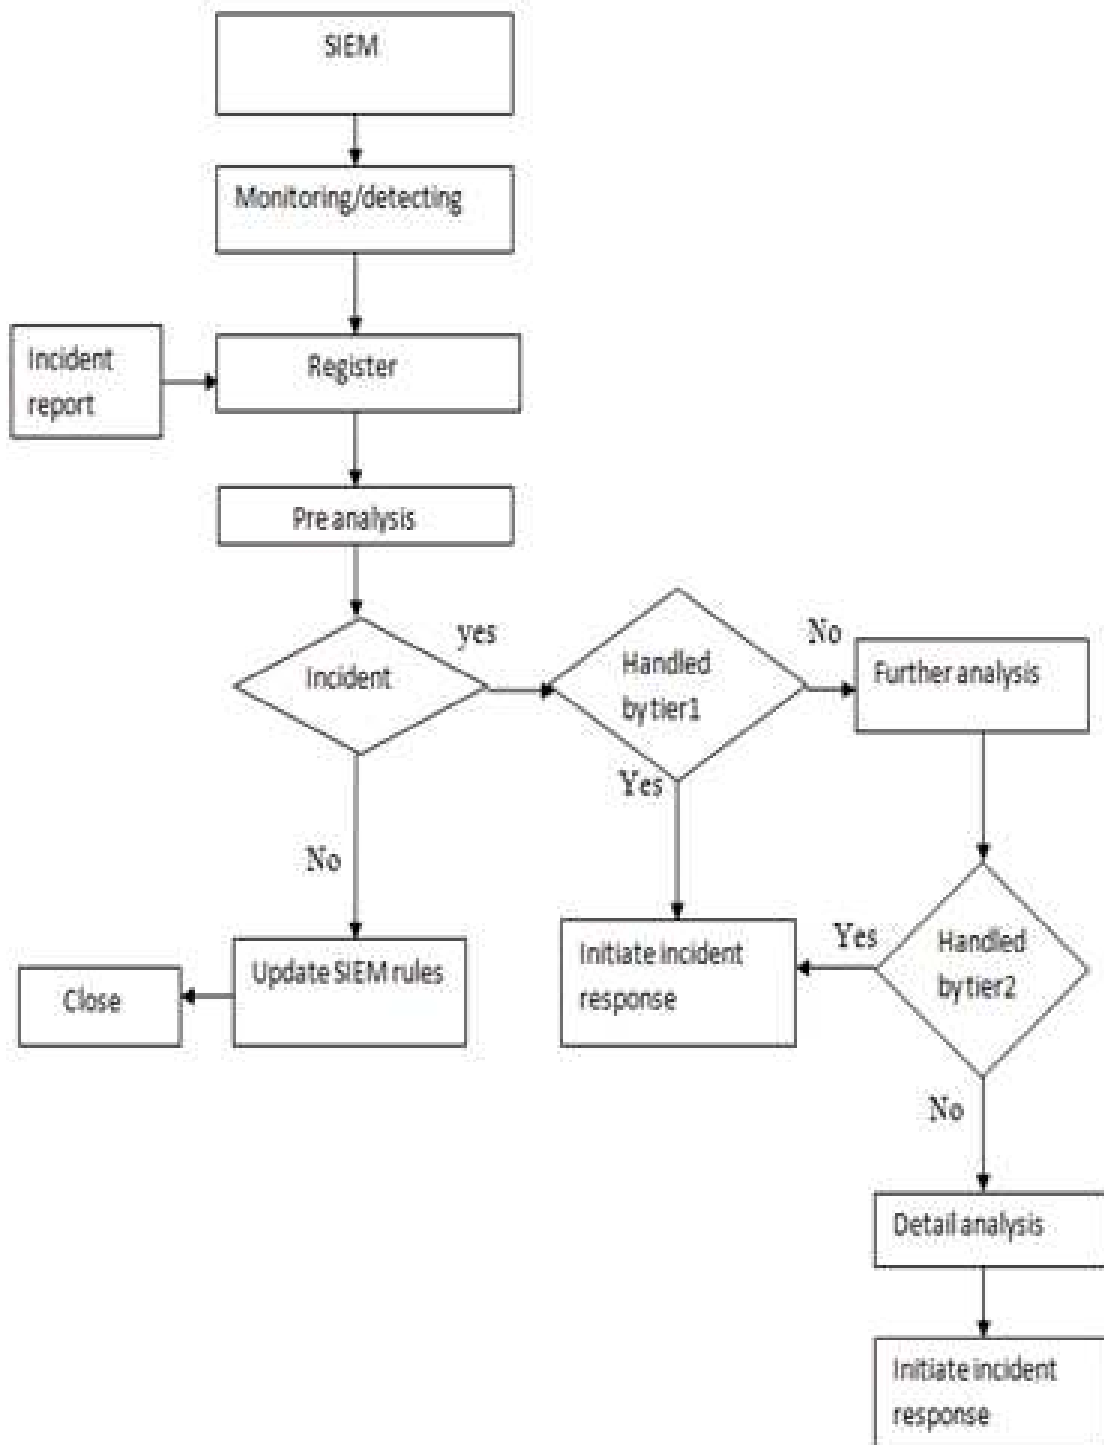 SIEM
Monitoring/detecting
Incident
report
Register
Pre analysis
Incident
yes
Handled
by tier1
No
Further analysis
Yes
No
Update SIEM rules
Close
Initiate incident
response
Yes
Handled
by tier2
No
Detail analysis
Initiate incident
response